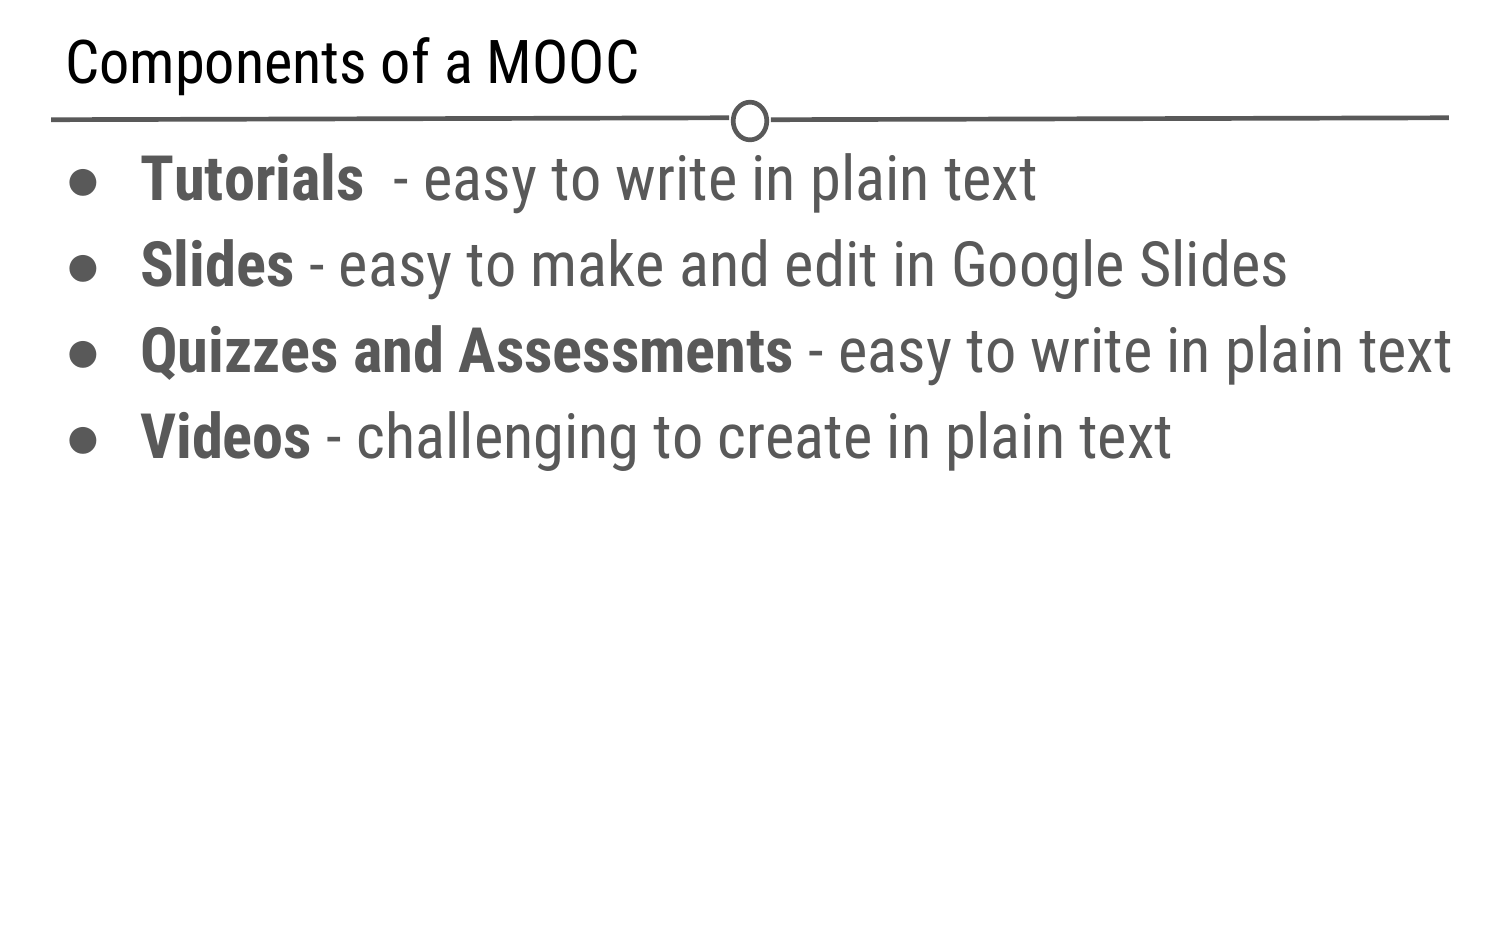 Components of a MOOC
● Tutorials  - easy to write in plain text
● Slides - easy to make and edit in Google Slides
● Quizzes and Assessments - easy to write in plain text
● Videos - challenging to create in plain text